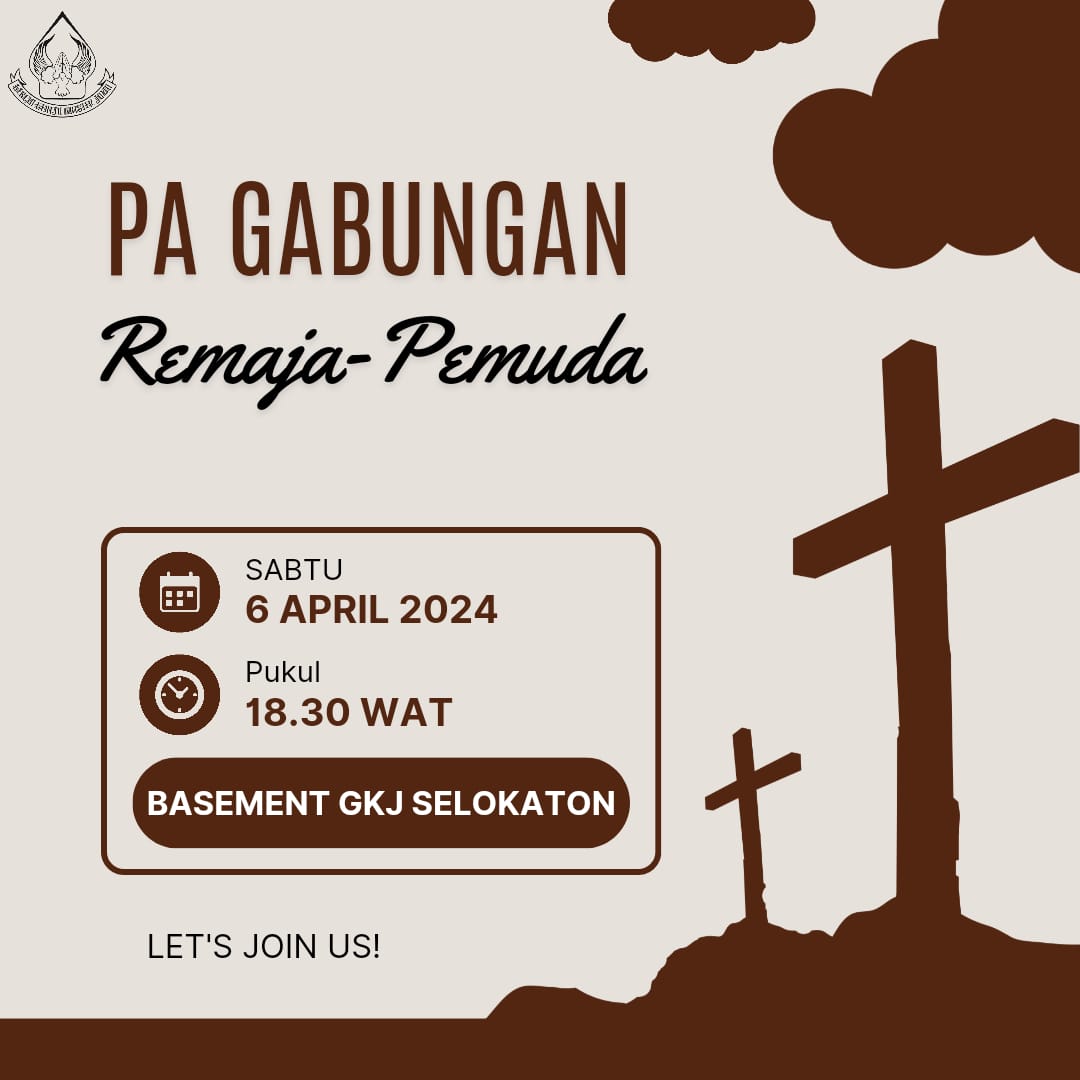 PA GABUNGAN
Remaja-Pemuda
SABTU
6 APRIL 2024
Pukul
18.30 WAT
BASEMENT GKJ SELOKATON
LET'S JOIN US!